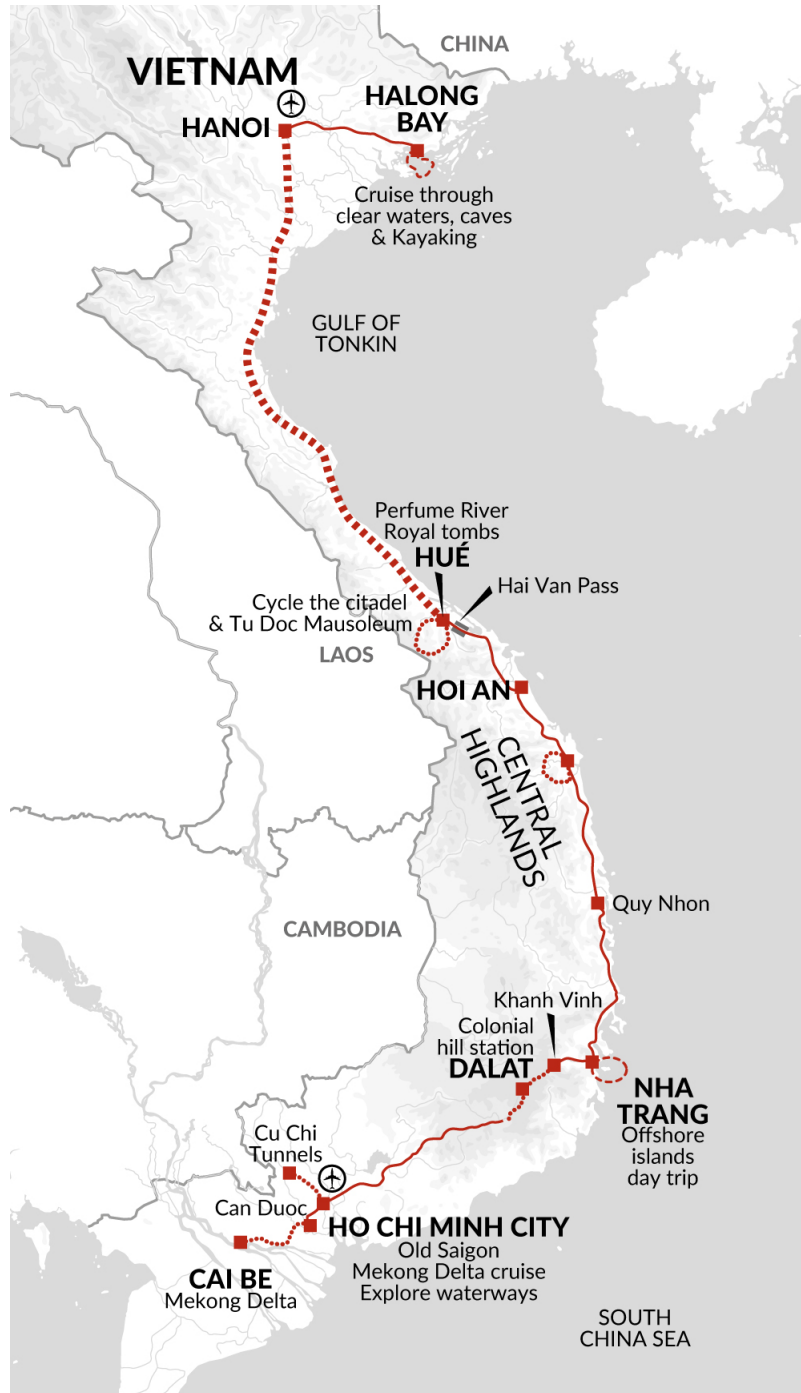 CHINA
VIETNAM
HALONG
BAY
HANOI
Cruise through
clear waters, caves
& Kayaking
GULF OF
TONKIN
Perfume River
Royal tombs
HUÉ
Hai Van Pass
Cycle the citadel
& Tu Doc Mausoleum
LAOS
HOI AN
CENTRAL
HIGHLANDS
Quy Nhon
CAMBODIA
Khanh Vinh
Colonial
hill station
DALAT
NHA
TRANG
Offshore
islands
day trip
Cu Chi
Tunnels
Can Duoc
HO CHI MINH CITY
Old Saigon
Mekong Delta cruise
Explore waterways
CAI BE
Mekong Delta
SOUTH
CHINA SEA